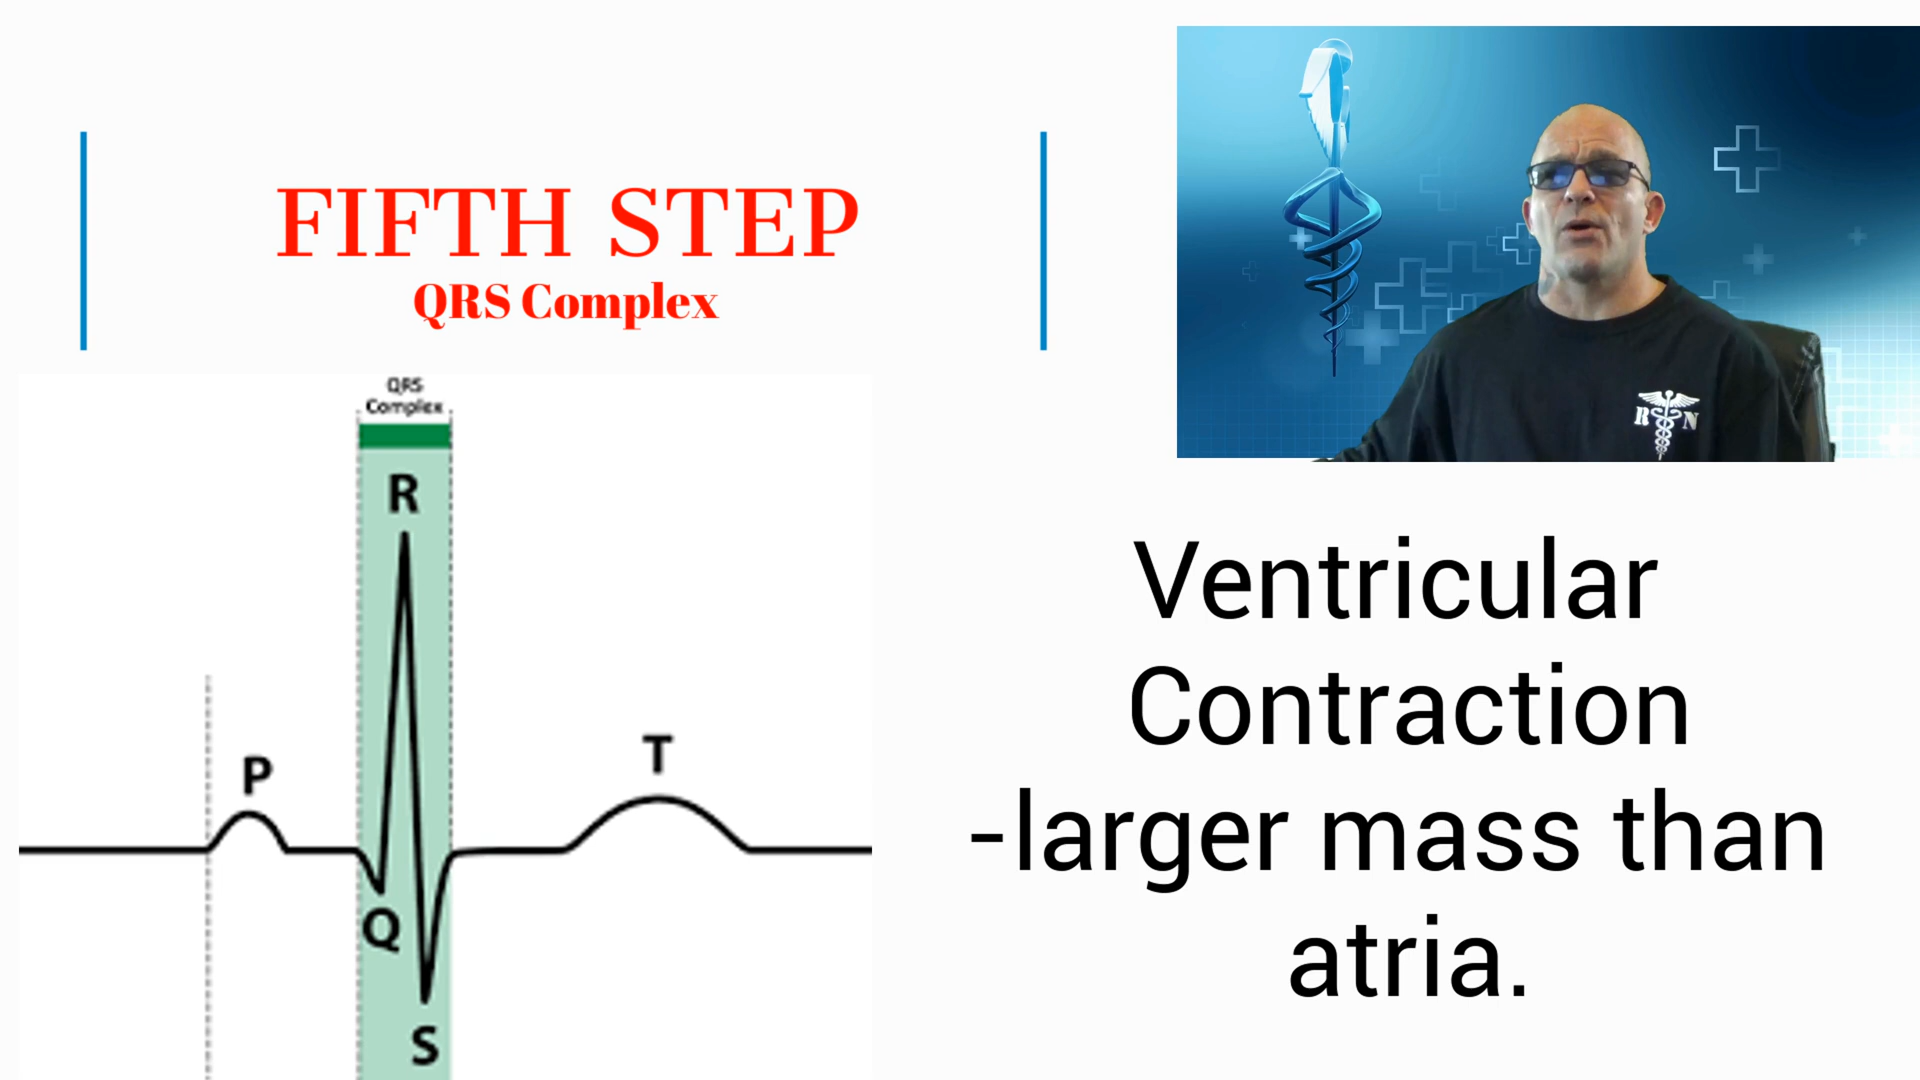 FIFTH STEP
QRS Complex
QRS
Complex
R
P
T
Q
S
R N
Ventricular
Contraction
-larger mass than
atria.